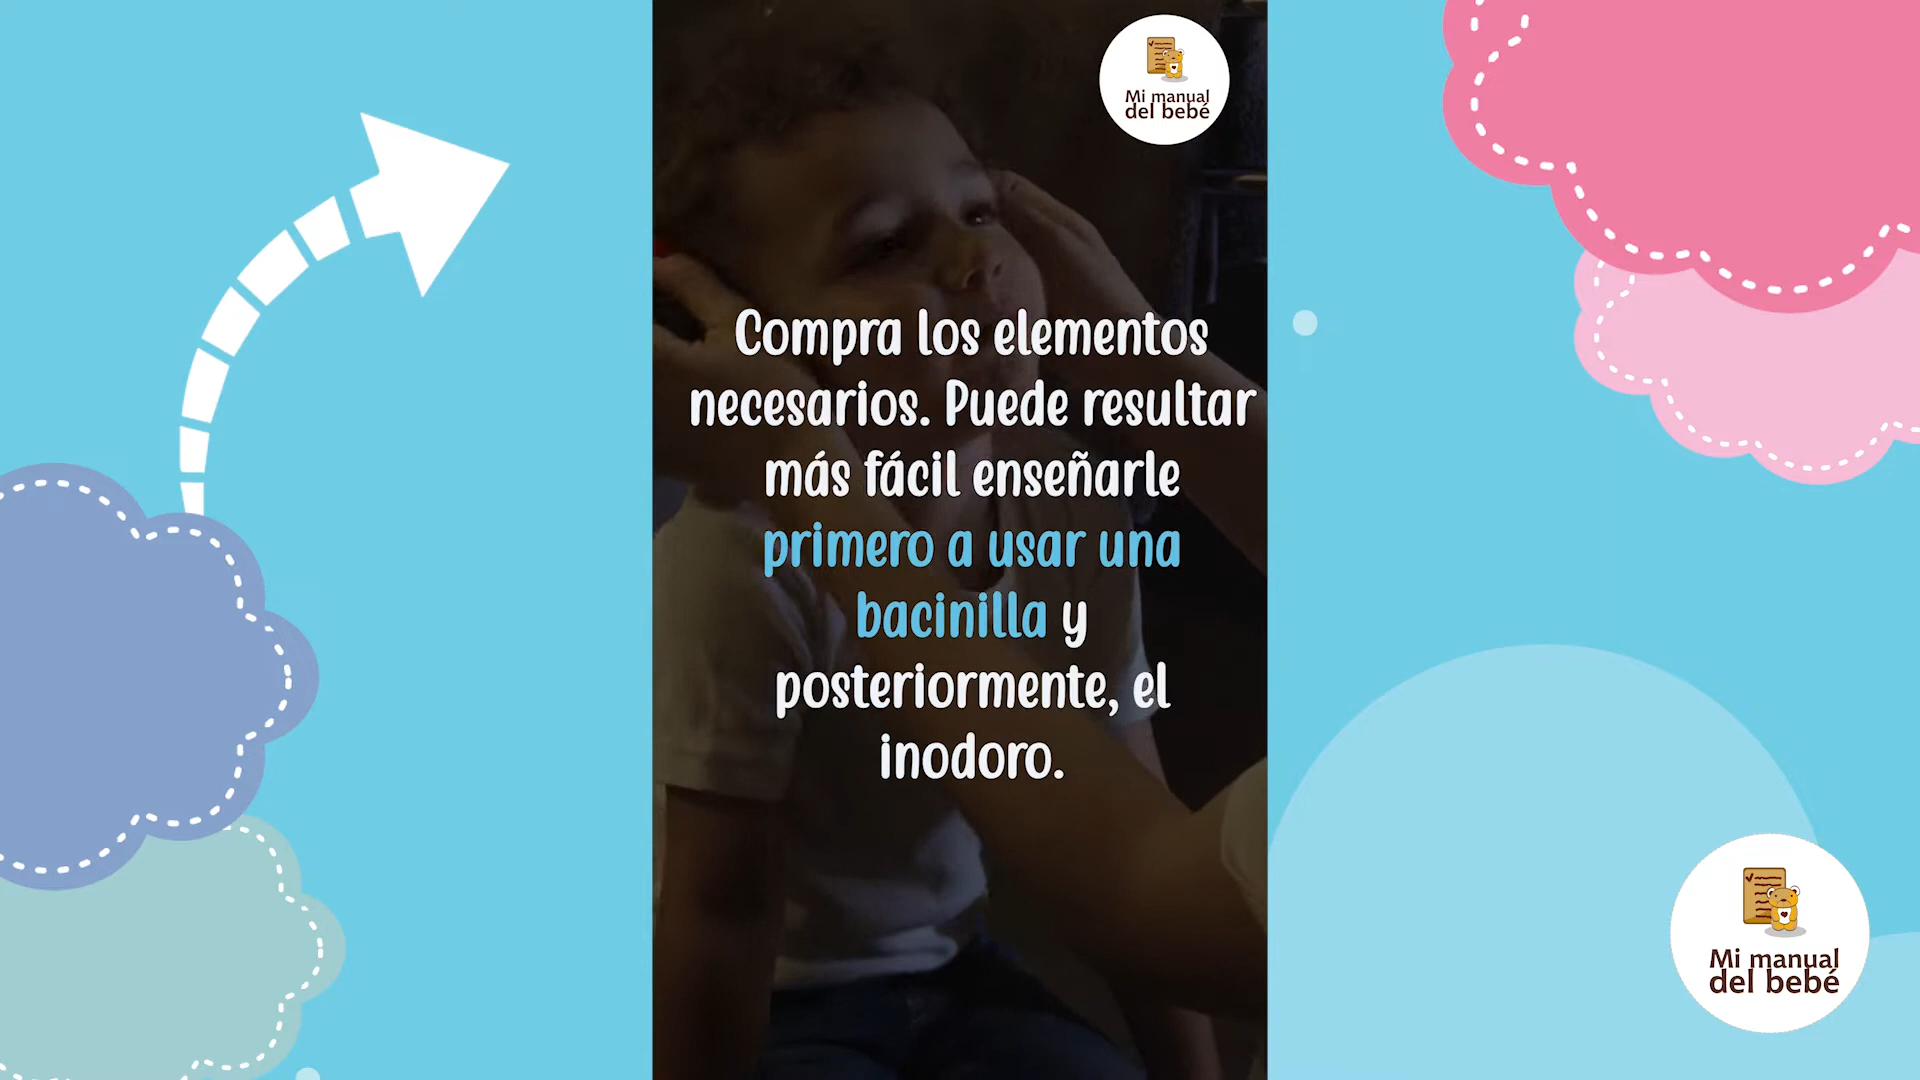 Mi manual
del bebé
Compra los elementos
necesarios. Puede resultar
más fácil enseñarle
primero a usar una
bacinilla y
posteriormente, el
inodoro.
Mi manual
del bebé